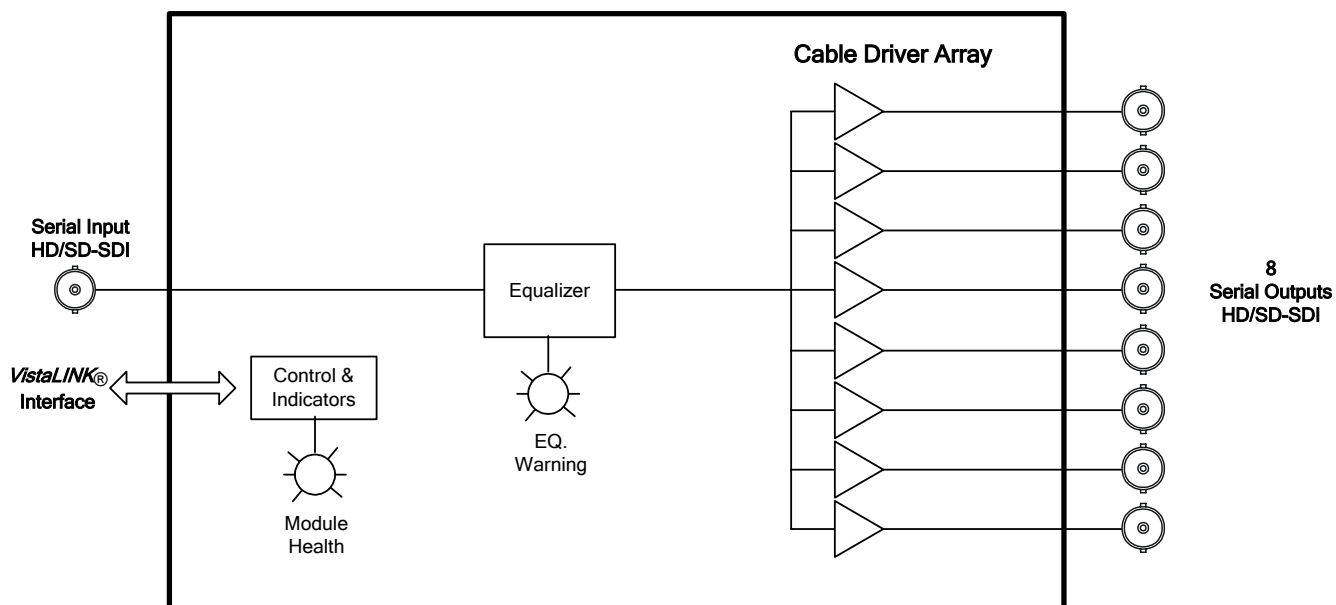 Cable Driver Array
Serial Input
HD/SD-SDI
Equalizer
8
Serial Outputs
HD/SD-SDI
VistaLINK®
Interface
Control &
Indicators
EQ.
Warning
Module
Health